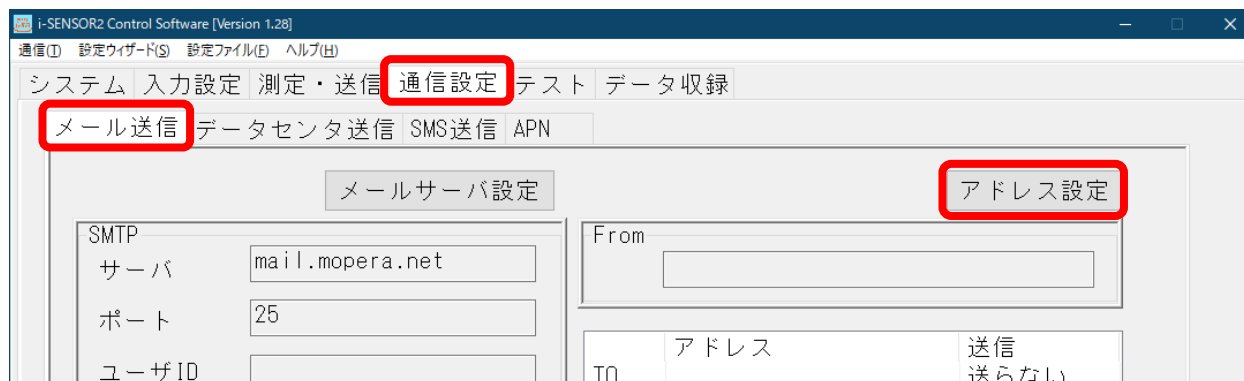 i-SENSOR2 Control Software [Version 1.28]
通信(T) 設定ウィザード(S) 設定ファイル(F) ヘルプ(H)
システム 入力設定 測定・送信 通信設定 テスト データ収録
メール送信 データセンタ送信 SMS送信 APN
メールサーバ設定 アドレス設定
SMTP From
サーバ mail.mopera.net
ポート 25
アドレス 送信
ユーザID TO 送らない